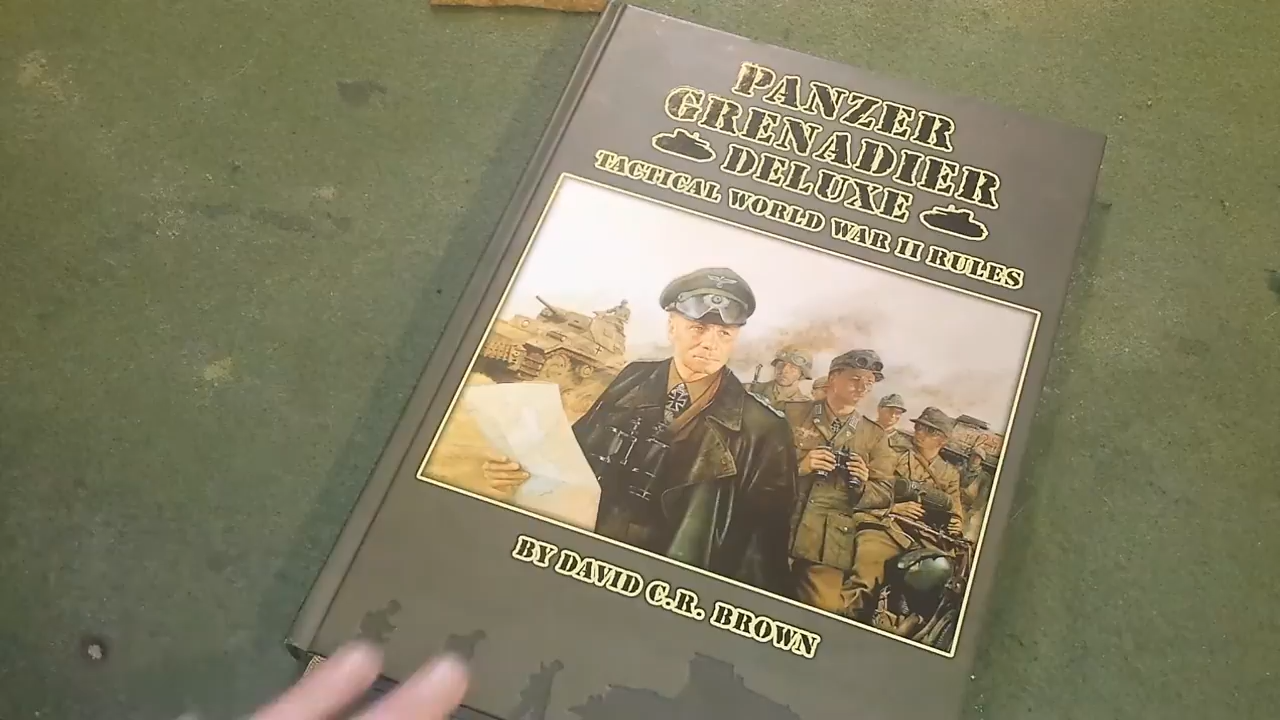 PANZER
GRENADIER
DELUXE
TACTICAL WORLD WAR II RULES
BY DAVID C.R. BROWN